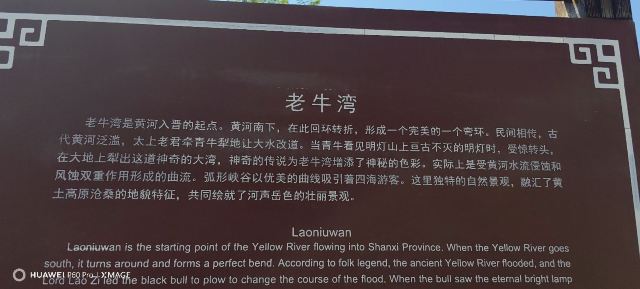 老牛湾
老牛湾是黄河入晋的起点。黄河南下，在此回环转折，形成一个完美的一个弯环。民间相传，古
代黄河泛滥，太上老君牵青牛犁地让大水改道。当青牛看见明灯山上亘古不灭的明灯时，受惊转头，
在大地上犁出这道神奇的大湾，神奇的传说为老牛湾增添了神秘的色彩。实际上是受黄河水流侵蚀和
风蚀双重作用形成的曲流。弧形峡谷以优美的曲线吸引着四海游客。这里独特的自然景观，融汇了黄
土高原沧桑的地貌特征，共同绘就了河声岳色的壮丽景观。
Laoniuwan
Laoniuwan is the starting point of the Yellow River flowing into Shanxi Province. When the Yellow River goes
south, it turns around and forms a perfect bend. According to folk legend, the ancient Yellow River flooded, and the
Lord Lao Zi led the black bull to plow to change the course of the flood. When the bull saw the eternal bright lamp
HUAWEI P60 Pro XMAGE